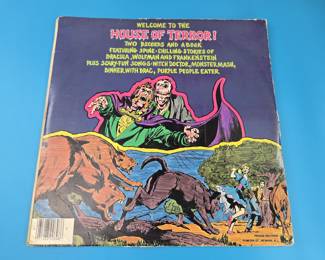 WELCOME TO THE
HOUSE OF TERROR!
TWO RECORDS AND A BOOK
FEATURING SPINE-CHILLING STORIES OF
DRACULA, WOLFMAN AND FRANKENSTEIN
PLUS SCARY-FUN SONGS: WITCH DOCTOR, MONSTER MASH,
DINNER WITH DRAC, PURPLE PEOPLE EATER.